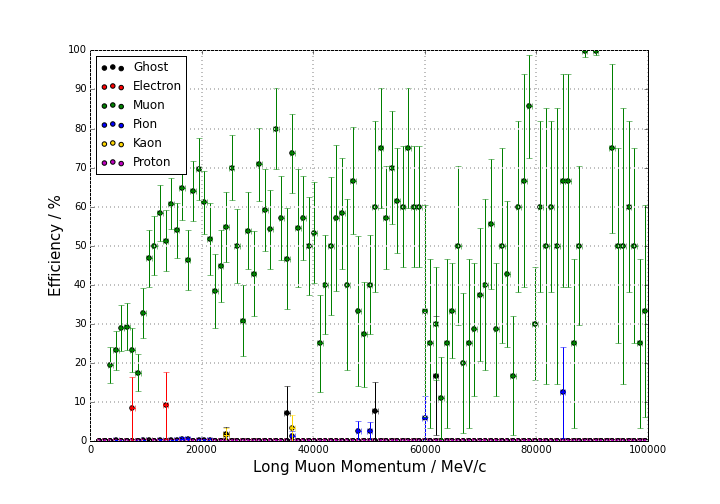 100
90
80
70
60
50
40
30
20
10
0
Efficiency / %
Ghost
Electron
Muon
Pion
Kaon
Proton
0 20000 40000 60000 80000 100000
Long Muon Momentum / MeV/c